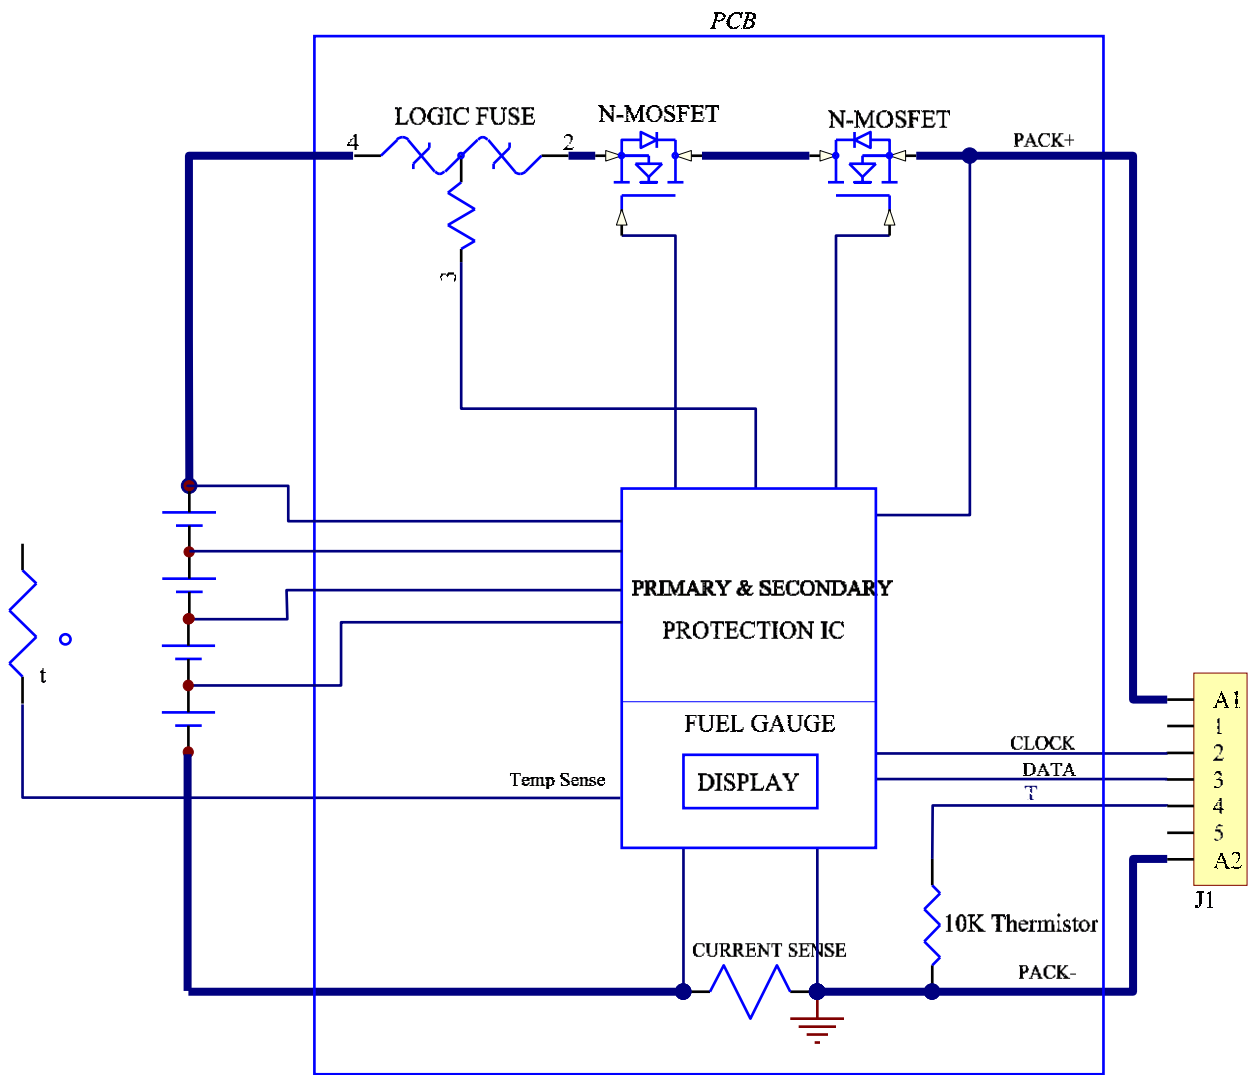 PCB
LOGIC FUSE
N-MOSFET
N-MOSFET
4
2
PACK+
3
PRIMARY & SECONDARY
PROTECTION IC
t
FUEL GAUGE
DISPLAY
Temp Sense
CLOCK
DATA
T
A1
1
2
3
4
5
A2
J1
10K Thermistor
CURRENT SENSE
PACK-